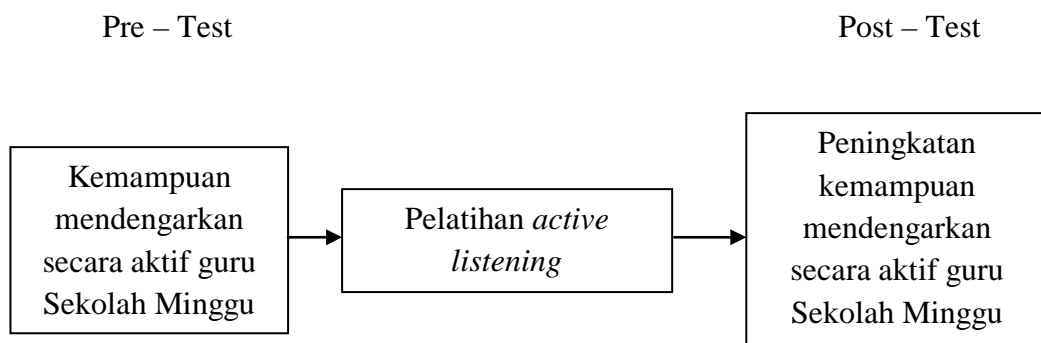 Pre – Test
Post – Test
Kemampuan
mendengarkan
secara aktif guru
Sekolah Minggu
Pelatihan active
listening
Peningkatan
kemampuan
mendengarkan
secara aktif guru
Sekolah Minggu